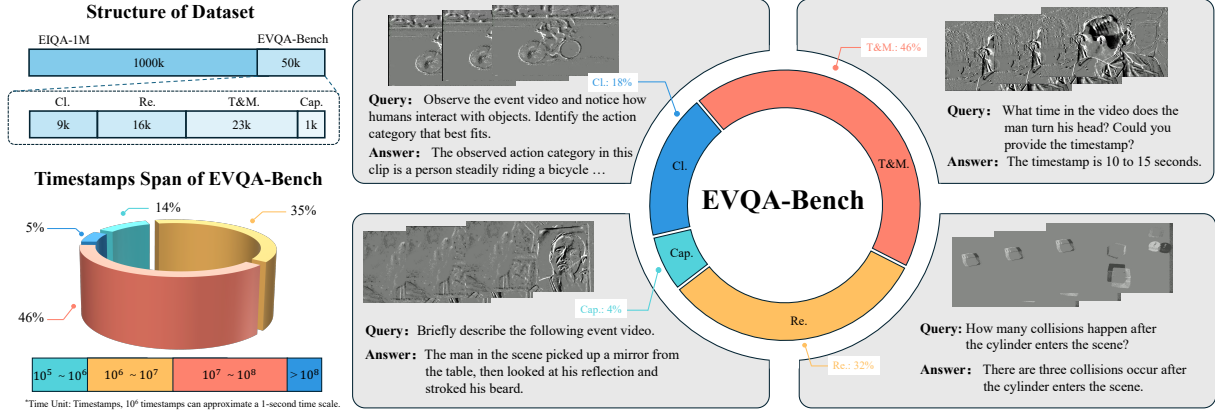 Structure of Dataset
EIQA-1M
EVQA-Bench
1000k
50k
Cl.
Re.
T&M.
Cap.
9k
16k
23k
1k
Timestamps Span of EVQA-Bench
14%
35%
5%
46%
10⁵ ~10⁶
10⁶ ~10⁷
10⁷ ~10⁸
>10⁸
*Time Unit: Timestamps, 10⁶ timestamps can approximate a 1-second time scale.
Query: Observe the event video and notice how
humans interact with objects. Identify the action
category that best fits.
Answer: The observed action category in this
clip is a person steadily riding a bicycle …
Cl.: 18%
T&M.: 46%
Query: What time in the video does the
man turn his head? Could you
provide the timestamp?
Answer: The timestamp is 10 to 15 seconds.
Cl.
T&M.
EVQA-Bench
Cap.
Re.
Cap.: 4%
Re.: 32%
Query: Briefly describe the following event video.
Answer: The man in the scene picked up a mirror from
the table, then looked at his reflection and
stroked his beard.
Query: How many collisions happen after
the cylinder enters the scene?
Answer: There are three collisions occur after
the cylinder enters the scene.